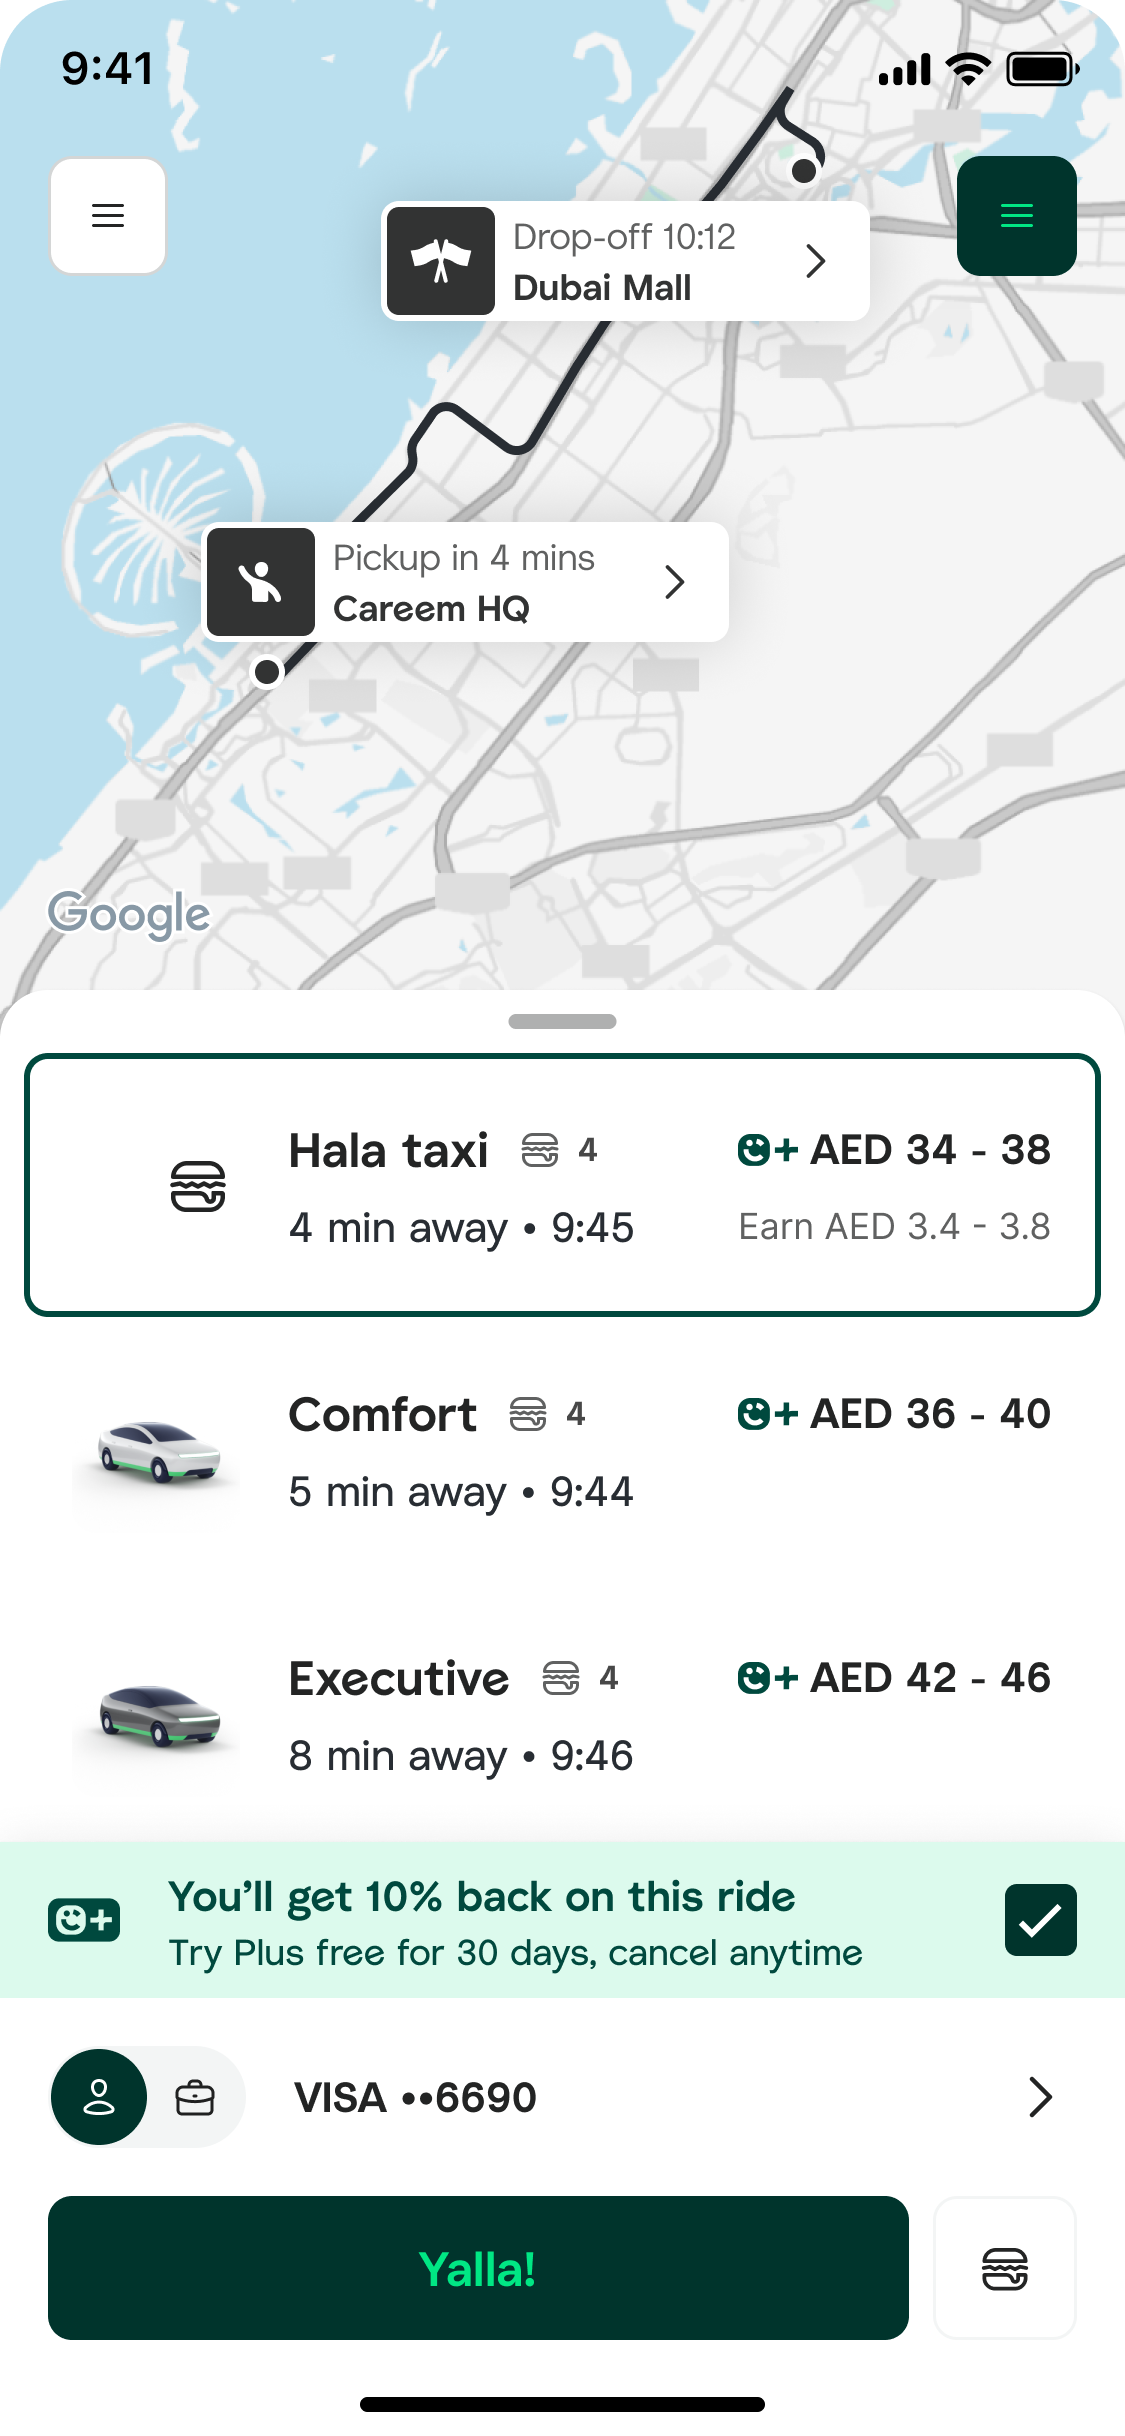 9:41
Drop-off 10:12
Dubai Mall
Pickup in 4 mins
Careem HQ
Google
Hala taxi 4
+ AED 34 - 38
4 min away • 9:45
Earn AED 3.4 - 3.8
Comfort 4
+ AED 36 - 40
5 min away • 9:44
Executive 4
+ AED 42 - 46
8 min away • 9:46
You’ll get 10% back on this ride
Try Plus free for 30 days, cancel anytime
VISA ••6690
Yalla!